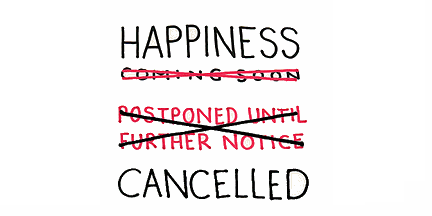 HAPPINESS
COMING SOON
POSTPONED UNTIL
FURTHER NOTICE
CANCELLED